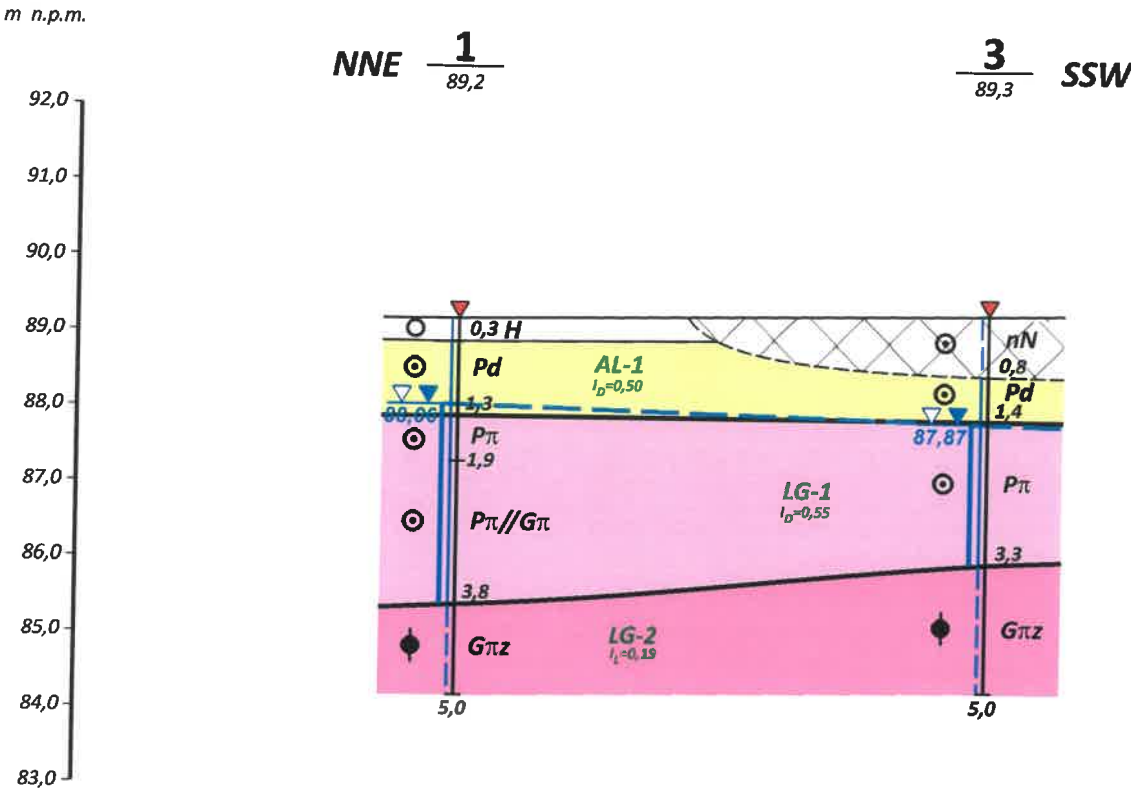 m n.p.m.
NNE 1
89,2
3 SSW
89,3
92,0
91,0
90,0
89,0
88,0
87,0
86,0
85,0
84,0
83,0
0,3 H
nN
0,8
Pd
AL-1
I_D=0,50
Pd
1,3
1,4
87,87
Pπ
1,9
LG-1
I_D=0,55
Pπ
Pπ//Gπ
3,3
3,8
Gπz
LG-2
I_L=0,19
Gπz
5,0
5,0